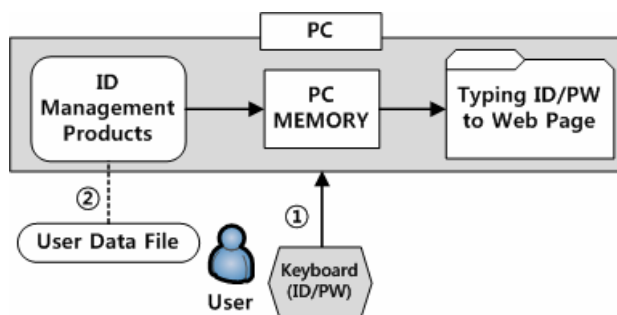 PC
ID
Management
Products
PC
MEMORY
Typing ID/PW
to Web Page
②
①
User Data File
User
Keyboard
(ID/PW)